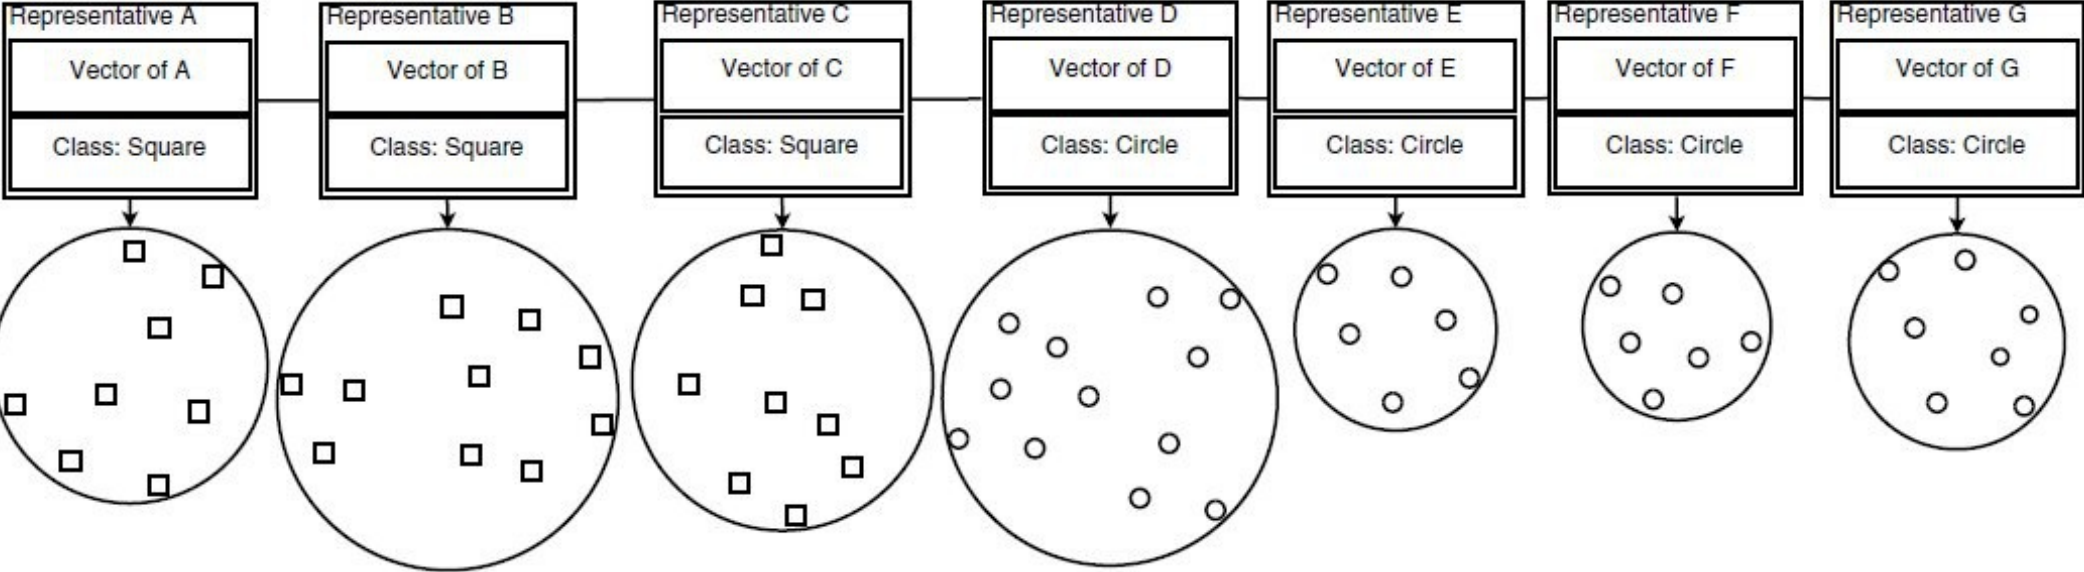 Representative A
Vector of A
Class: Square
Representative B
Vector of B
Class: Square
Representative C
Vector of C
Class: Square
Representative D
Vector of D
Class: Circle
Representative E
Vector of E
Class: Circle
Representative F
Vector of F
Class: Circle
Representative G
Vector of G
Class: Circle